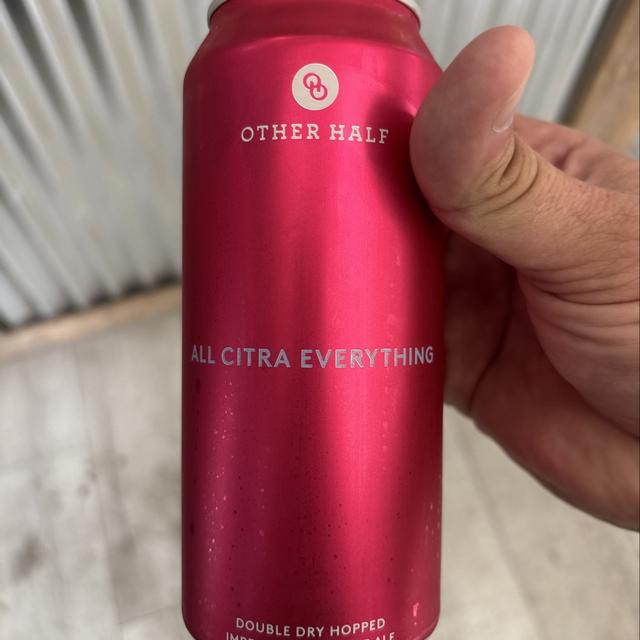 OTHER HALF
ALL CITRA EVERYTHING
DOUBLE DRY HOPPED